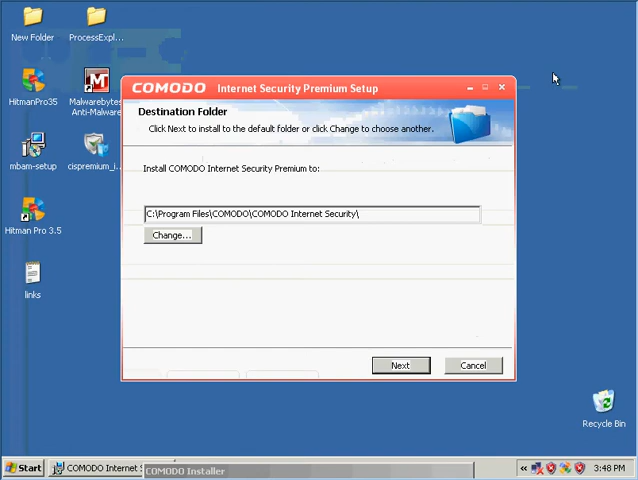 New Folder
ProcessExpl...
HitmanPro35
Malwarebytes
Anti-Malware
mbam-setup
cispremium_i...
Hitman Pro 3.5
links
COMODO Internet Security Premium Setup
Destination Folder
Click Next to install to the default folder or click Change to choose another.
Install COMODO Internet Security Premium to:
C:\Program Files\COMODO\COMODO Internet Security\
Change...
Next
Cancel
Recycle Bin
Start
COMODO Internet S
COMODO Installer
3:48 PM